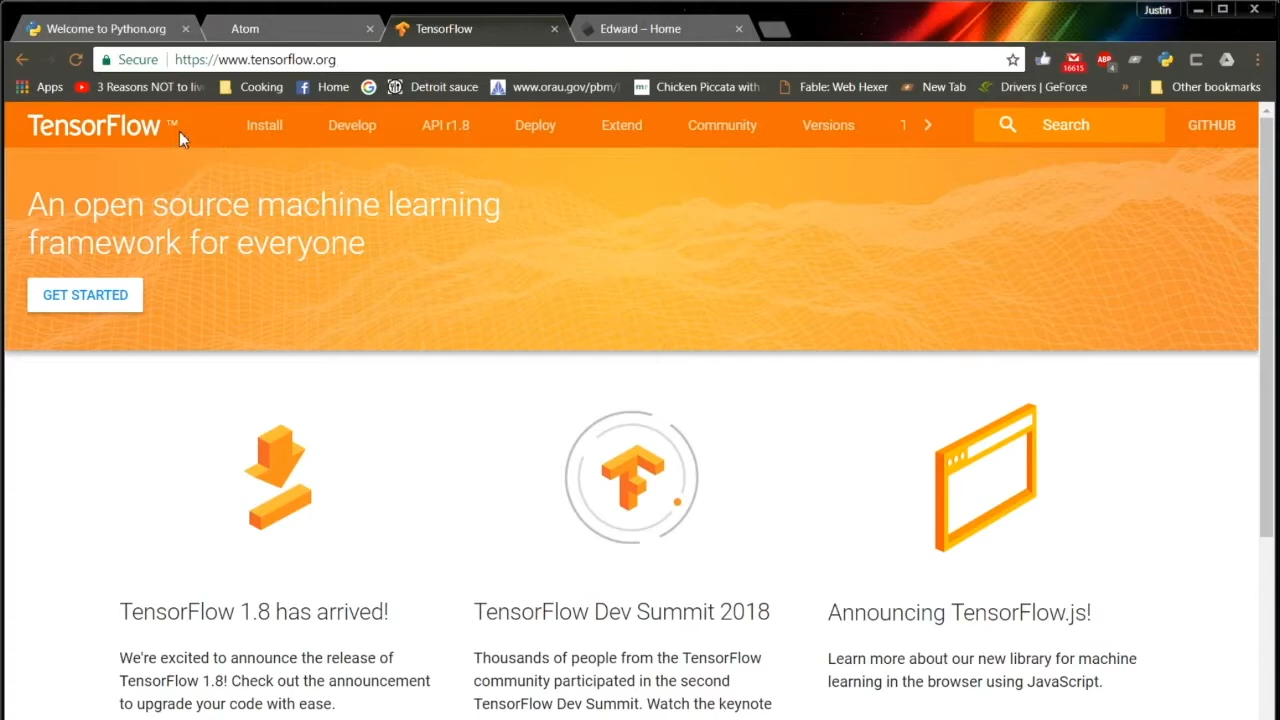 Justin
Welcome to Python.org
Atom
TensorFlow
Edward – Home
Secure
https://www.tensorflow.org
16615
ABP
4
Apps
3 Reasons NOT to liv
Cooking
Home
Detroit sauce
www.orau.gov/pbm/
mr
Chicken Piccata with
Fable: Web Hexer
New Tab
Drivers | GeForce
»
Other bookmarks
TensorFlow ™
Install
Develop
API r1.8
Deploy
Extend
Community
Versions
Search
GITHUB
An open source machine learning
framework for everyone
GET STARTED
TensorFlow 1.8 has arrived!
We're excited to announce the release of
TensorFlow 1.8! Check out the announcement
to upgrade your code with ease.
TensorFlow Dev Summit 2018
Thousands of people from the TensorFlow
community participated in the second
TensorFlow Dev Summit. Watch the keynote
Announcing TensorFlow.js!
Learn more about our new library for machine
learning in the browser using JavaScript.